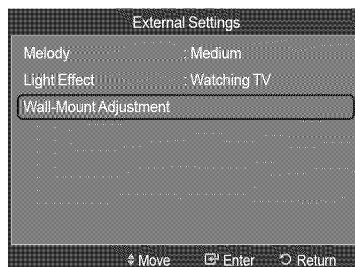 External Settings
Melody : Medium
Light Effect : Watching TV
Wall-Mount Adjustment
Move Enter Return